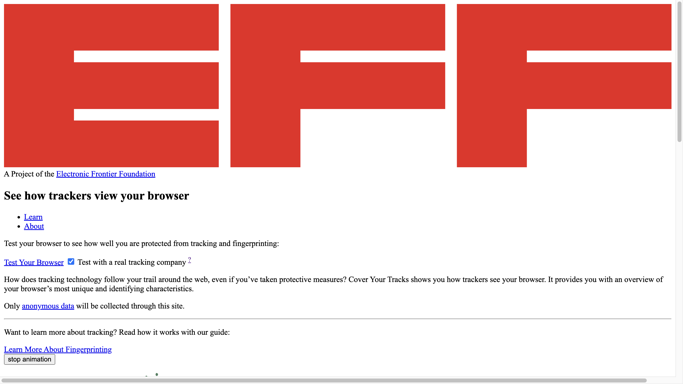 EFF
A Project of the Electronic Frontier Foundation
See how trackers view your browser
Learn
About
Test your browser to see how well you are protected from tracking and fingerprinting:
Test Your Browser Test with a real tracking company ?
How does tracking technology follow your trail around the web, even if you’ve taken protective measures? Cover Your Tracks shows you how trackers see your browser. It provides you with an overview of
your browser’s most unique and identifying characteristics.
Only anonymous data will be collected through this site.
Want to learn more about tracking? Read how it works with our guide:
Learn More About Fingerprinting
stop animation